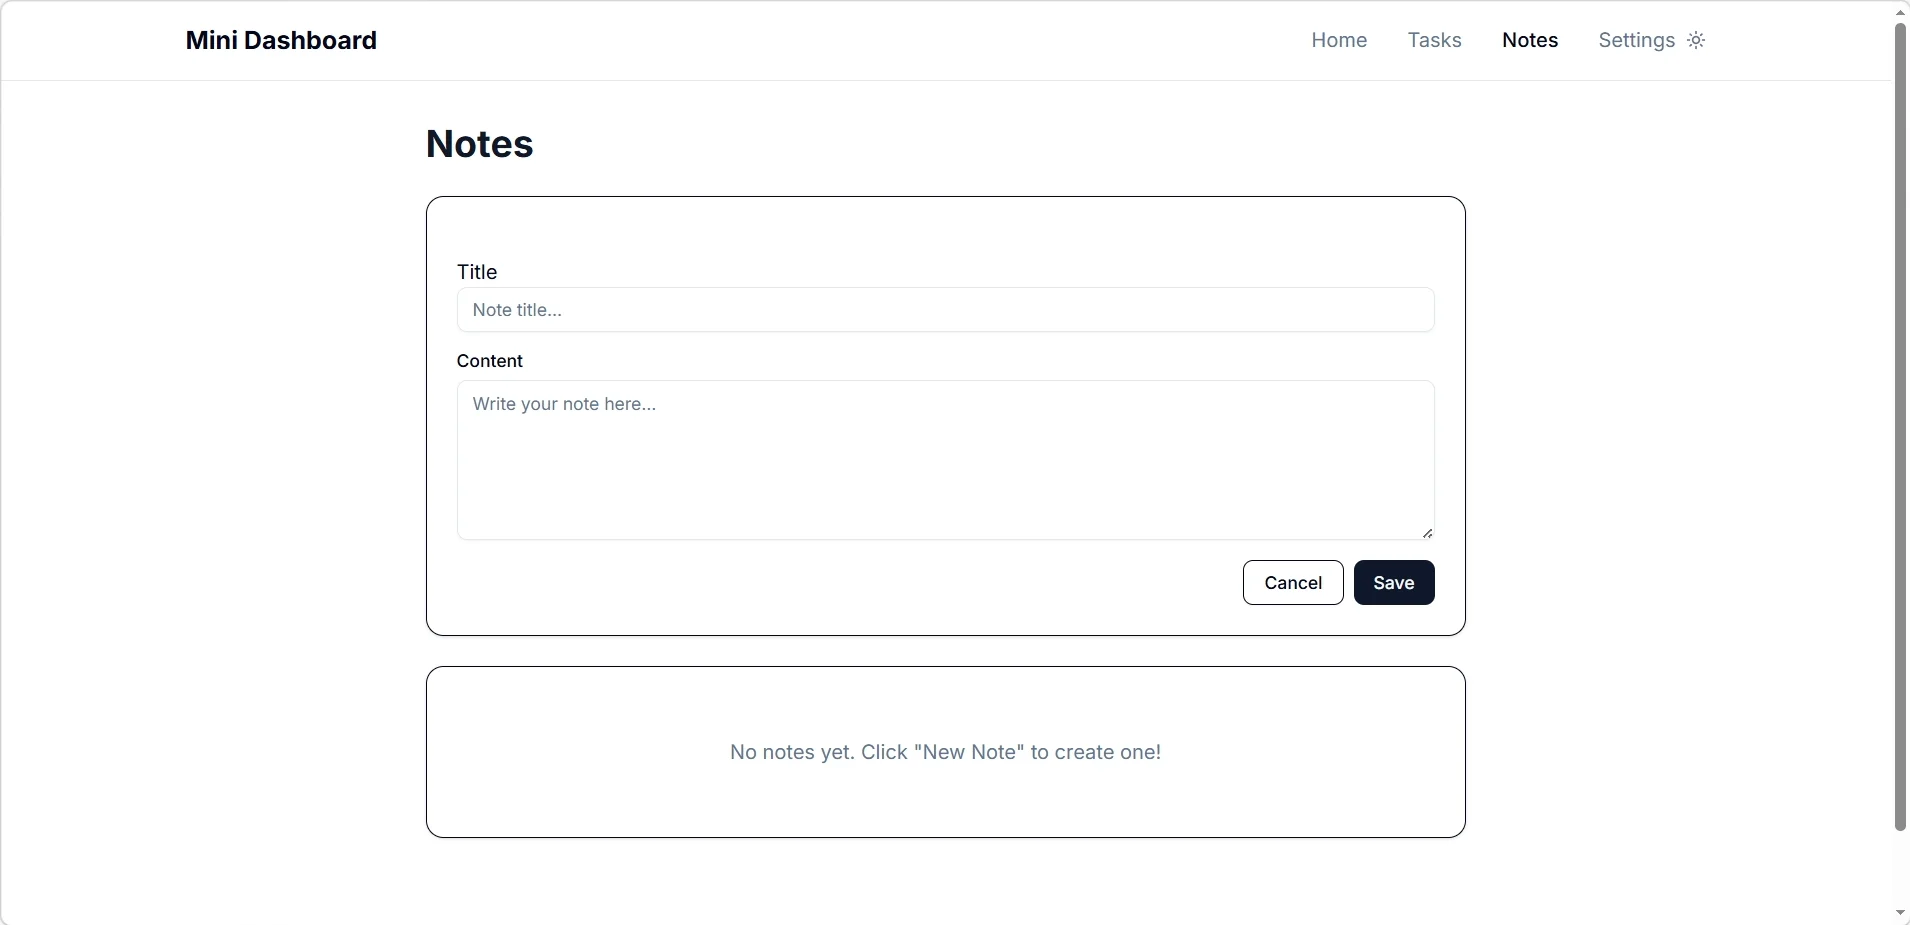 Mini Dashboard
Home Tasks Notes Settings
Notes
Title
Note title...
Content
Write your note here...
Cancel Save
No notes yet. Click "New Note" to create one!